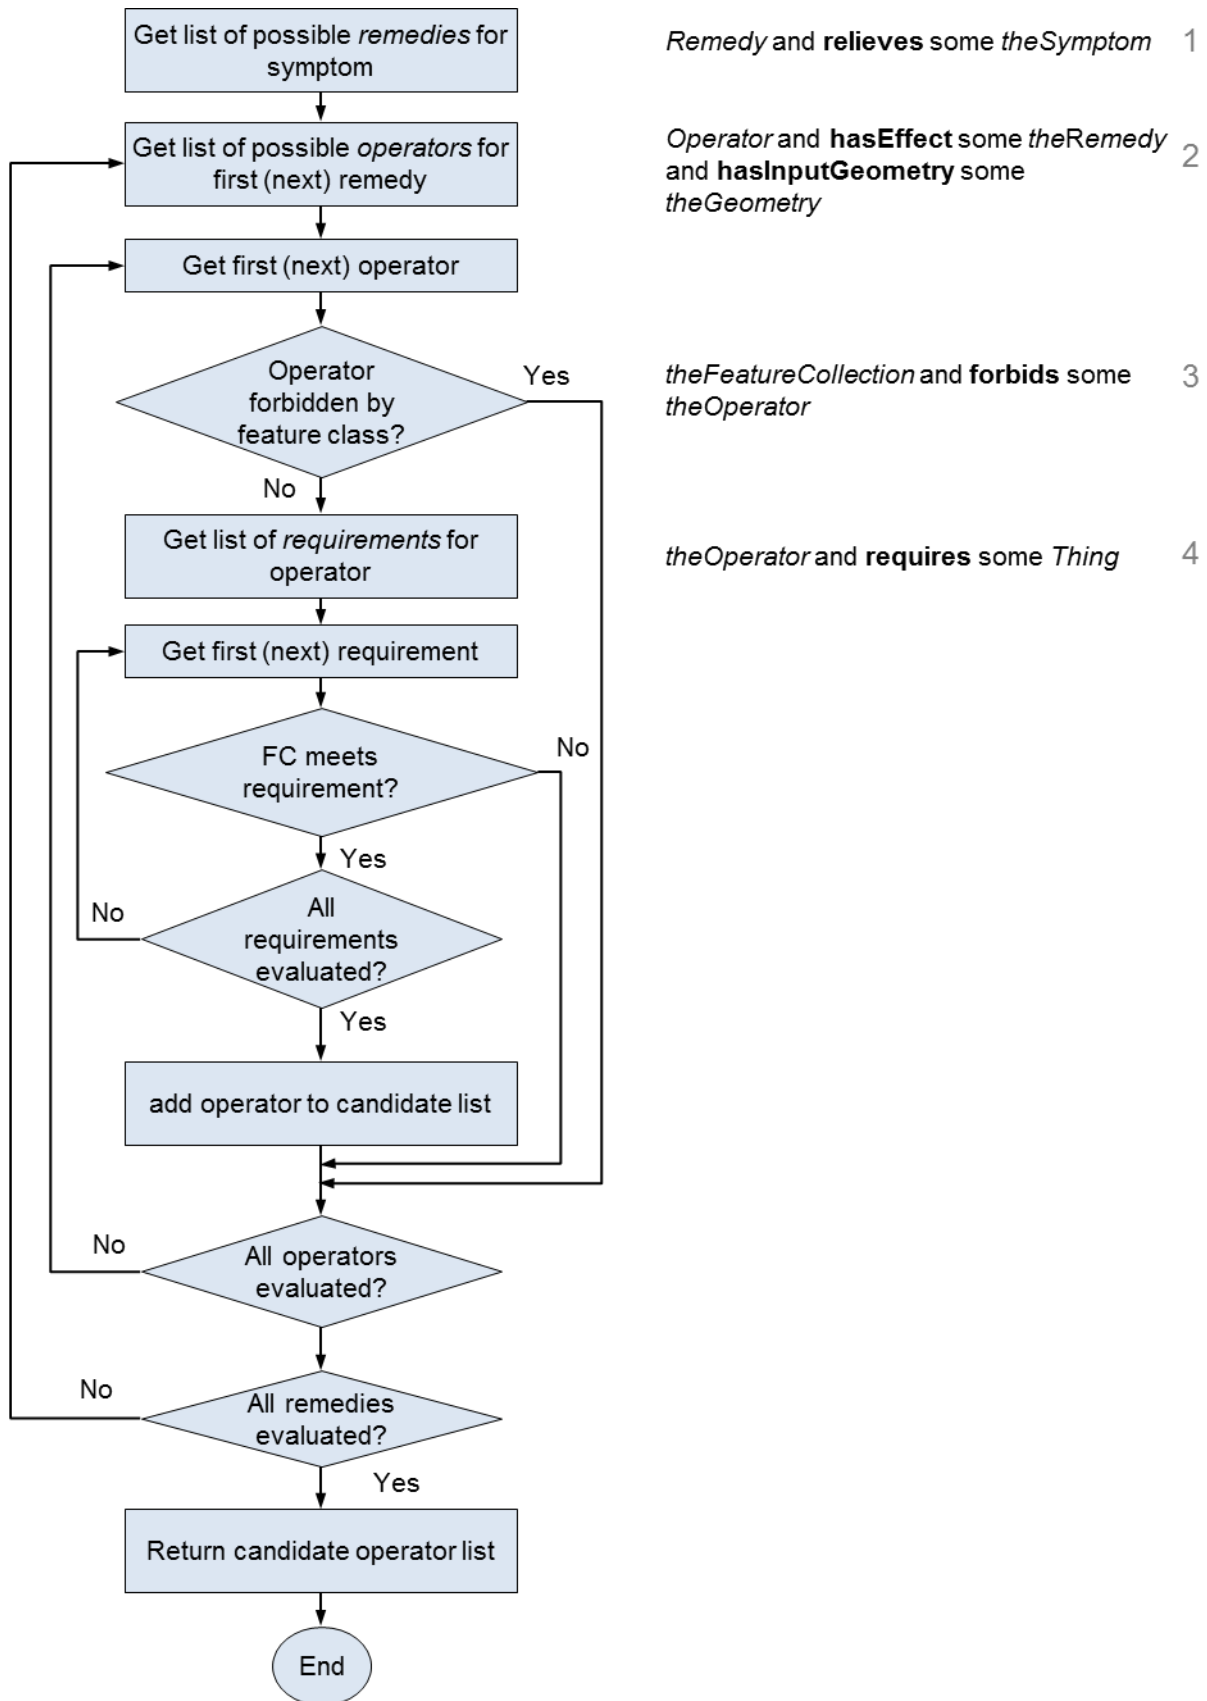 Get list of possible remedies for
symptom
Remedy and relieves some theSymptom 1
Get list of possible operators for
first (next) remedy
Operator and hasEffect some theRemedy
and hasInputGeometry some
theGeometry
2
Get first (next) operator
Operator
forbidden by
feature class?
Yes
No
theFeatureCollection and forbids some
theOperator
3
Get list of requirements for
operator
theOperator and requires some Thing 4
Get first (next) requirement
FC meets
requirement?
No
Yes
All
requirements
evaluated?
No
Yes
add operator to candidate list
All operators
evaluated?
No
All remedies
evaluated?
No
Yes
Return candidate operator list
End